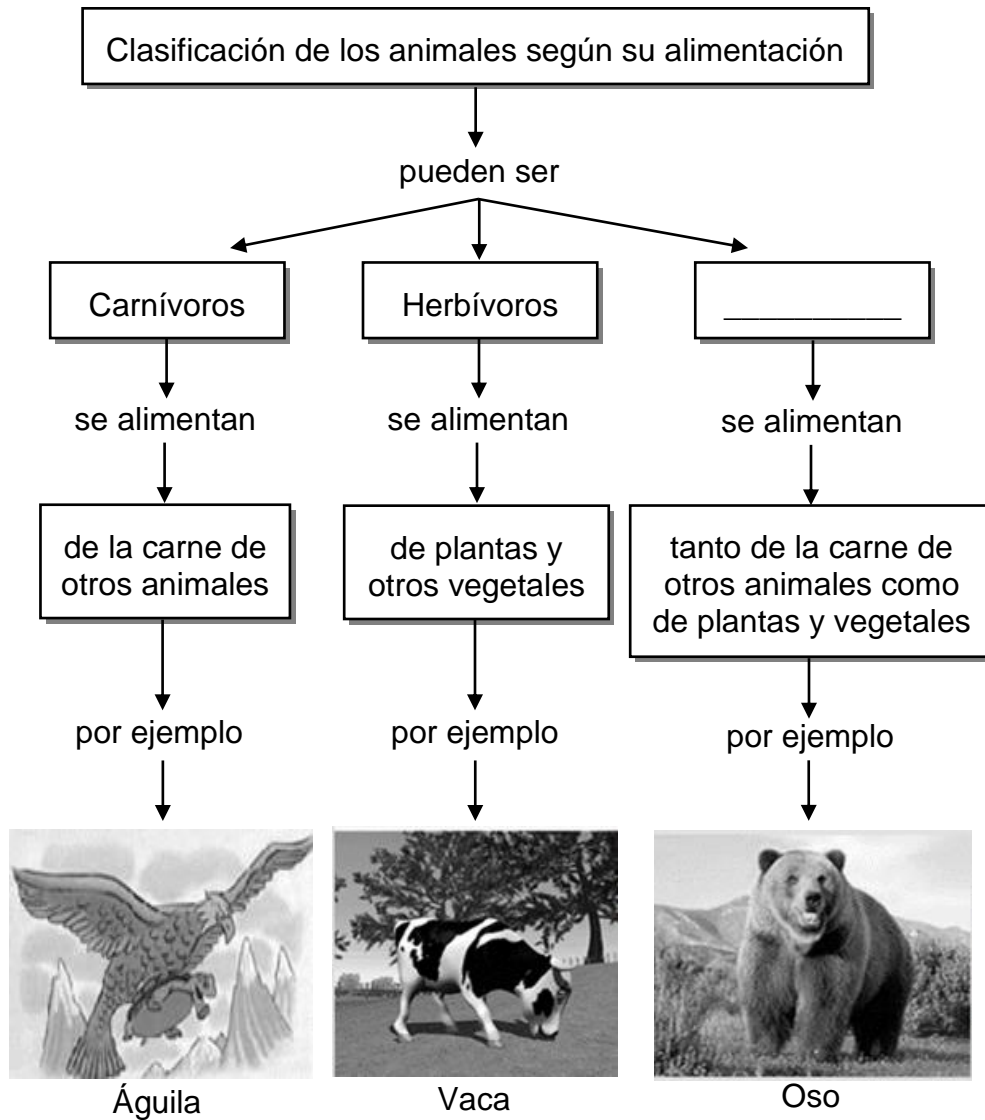 Clasificación de los animales según su alimentación
pueden ser
Carnívoros
Herbívoros
__________
se alimentan
se alimentan
se alimentan
de la carne de
otros animales
de plantas y
otros vegetales
tanto de la carne de
otros animales como
de plantas y vegetales
por ejemplo
por ejemplo
por ejemplo
Águila
Vaca
Oso